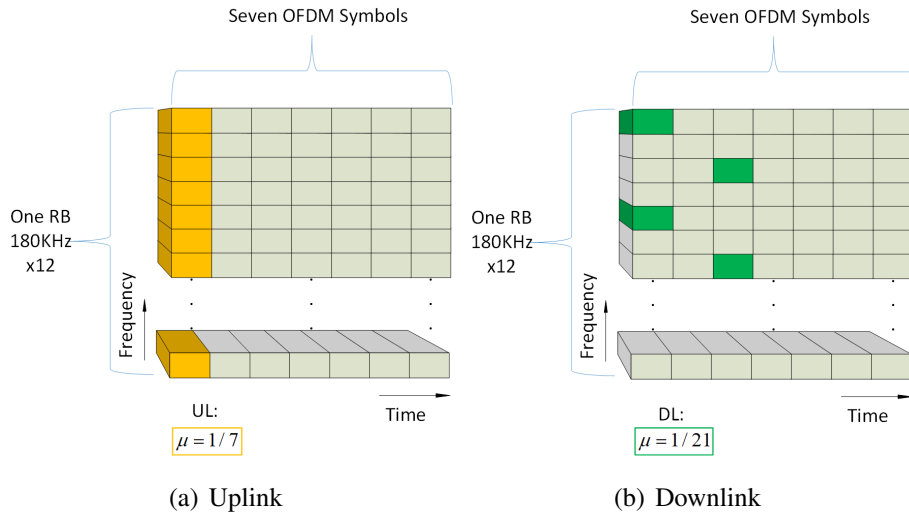 Seven OFDM Symbols
One RB
180KHz
x12
Frequency
Time
UL:
μ = 1/7
(a) Uplink
Seven OFDM Symbols
One RB
180KHz
x12
Frequency
Time
DL:
μ = 1/21
(b) Downlink